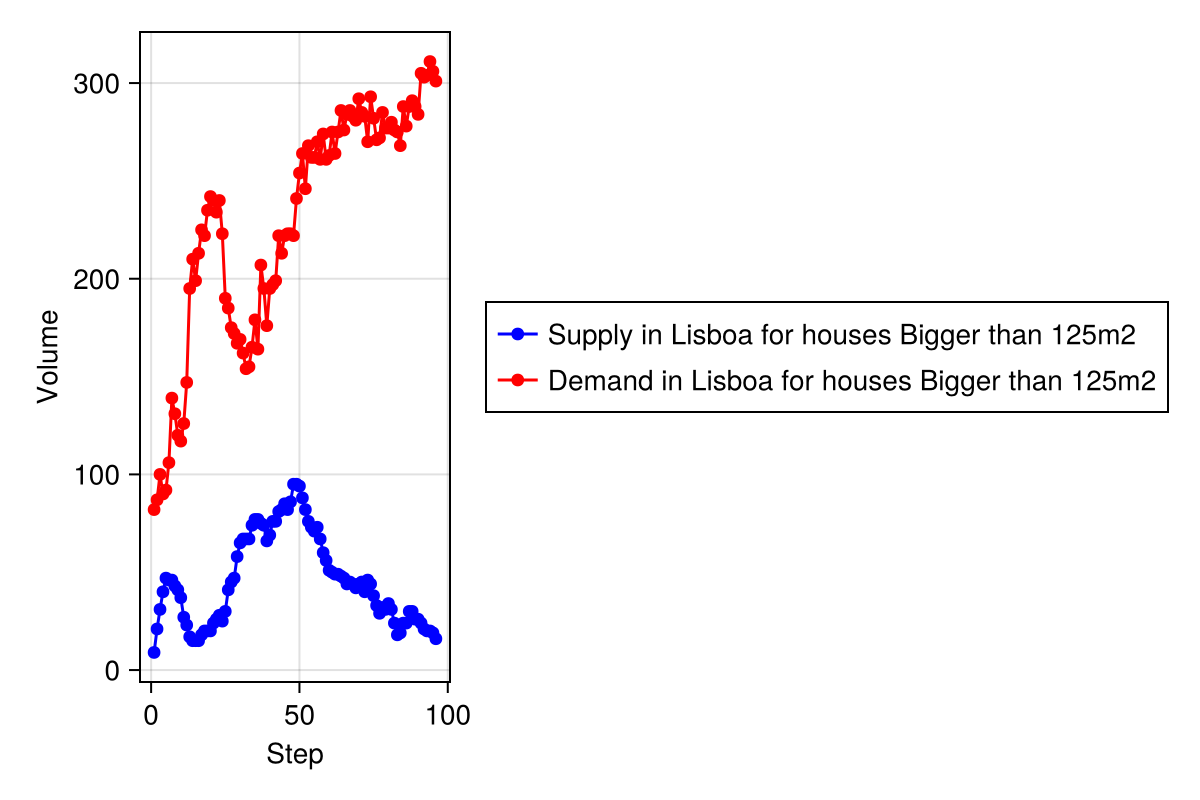 300
200
100
0
Volume
0 50 100
Step
Supply in Lisboa for houses Bigger than 125m2
Demand in Lisboa for houses Bigger than 125m2